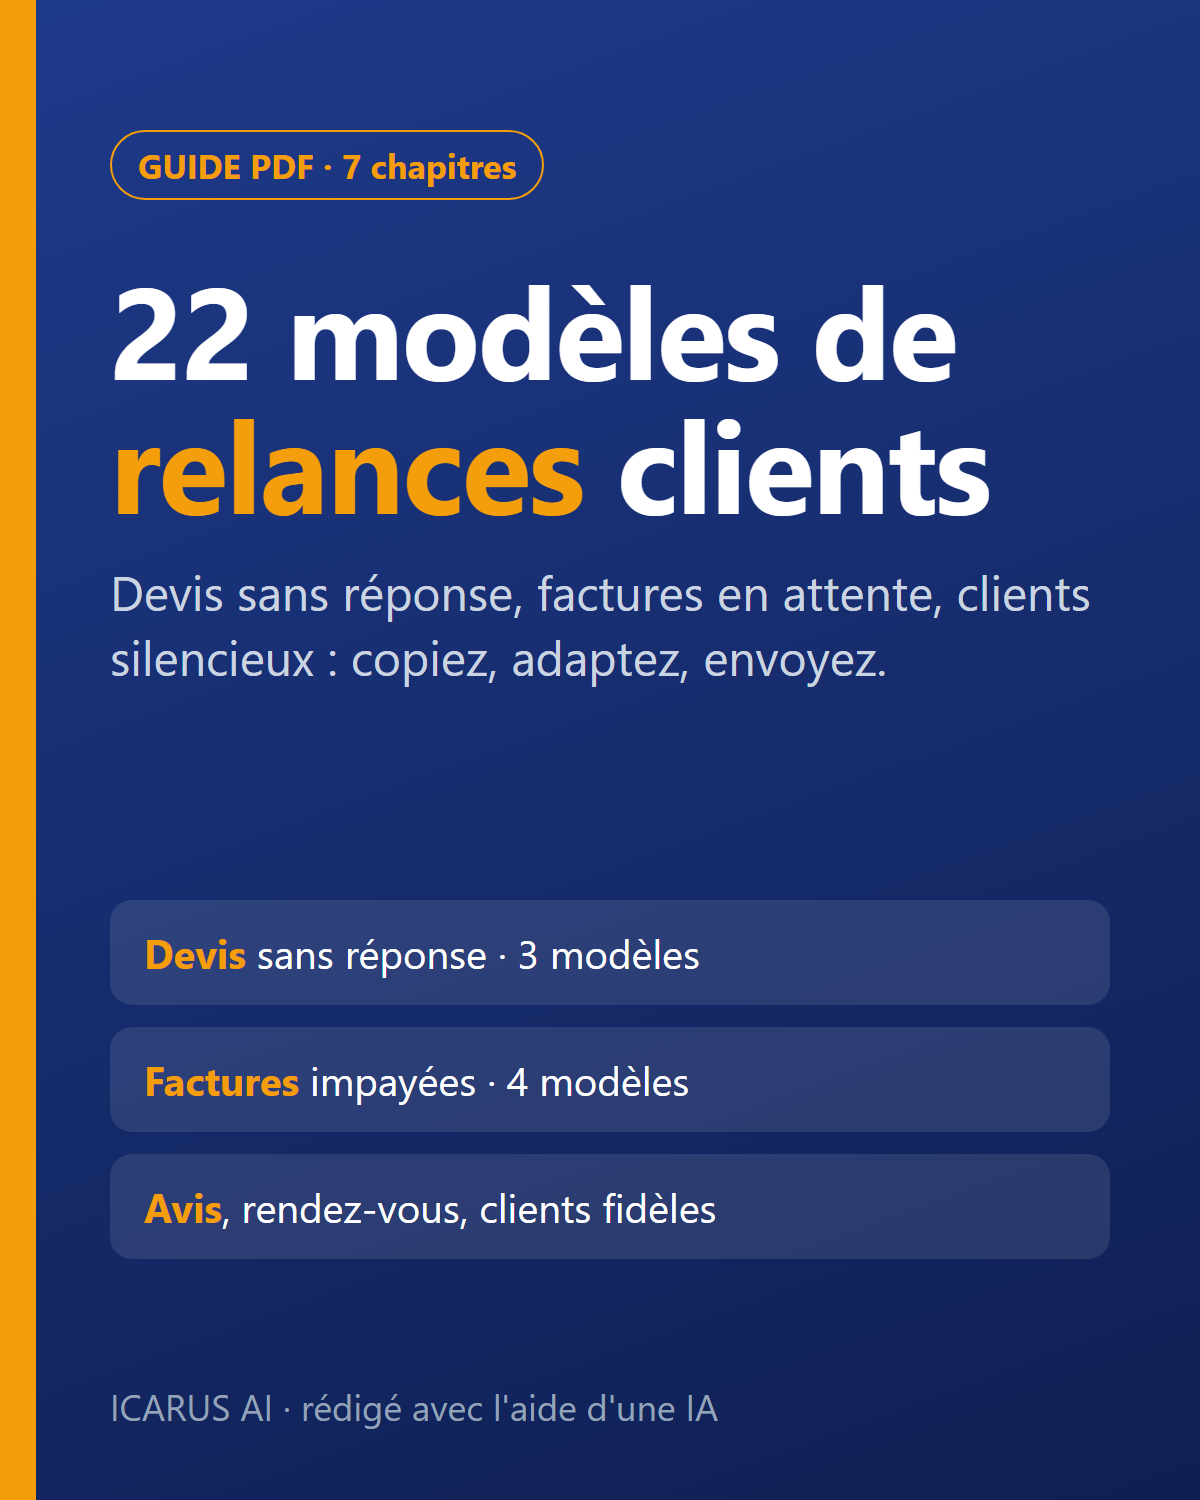 GUIDE PDF · 7 chapitres
22 modèles de
relances clients
Devis sans réponse, factures en attente, clients
silencieux : copiez, adaptez, envoyez.
Devis sans réponse · 3 modèles
Factures impayées · 4 modèles
Avis, rendez-vous, clients fidèles
ICARUS AI · rédigé avec l'aide d'une IA